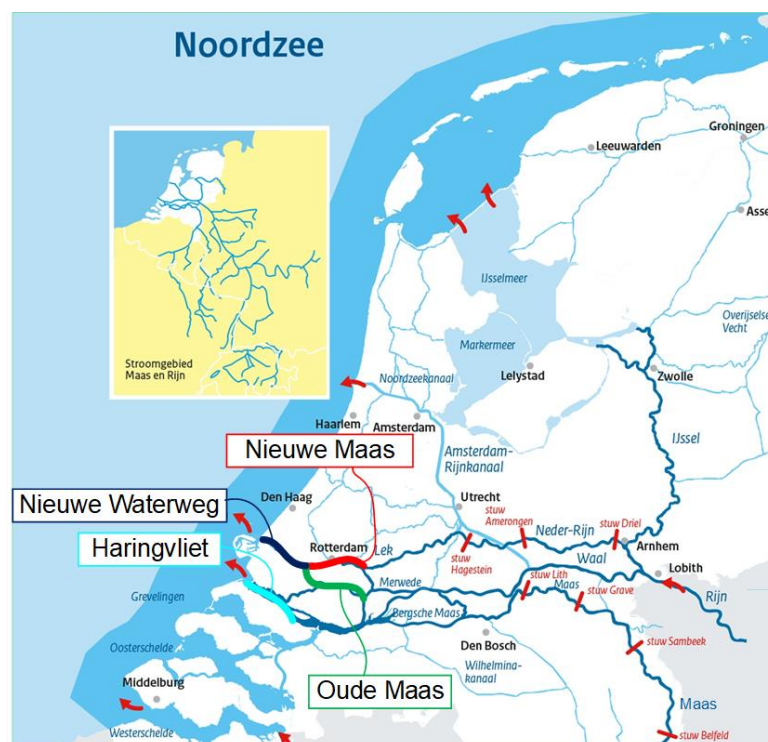 Noordzee
Groningen
Leeuwarden
Asse
IJsselmeer
Overijselse
Vecht
Stroomgebied
Maas en Rijn
Markermeer
Noordzeekanaal
Lelystad
Zwolle
Haarlem
Amsterdam
Nieuwe Maas
IJssel
Amsterdam-
Rijnkanaal
Nieuwe Waterweg
Den Haag
Utrecht
stuw
Amerongen
Neder-Rijn
stuw Driel
Haringvliet
Rotterdam
Lek
Arnhem
stuw
Hagestein
Waal
Lobith
Merwede
stuw Lith
Maas
stuw Grave
Rijn
Grevelingen
Bergsche Maas
Oosterschelde
Den Bosch
stuw Sambeek
Wilhelmina-
kanaal
Middelburg
Oude Maas
Maas
Westerschelde
stuw Belfeld